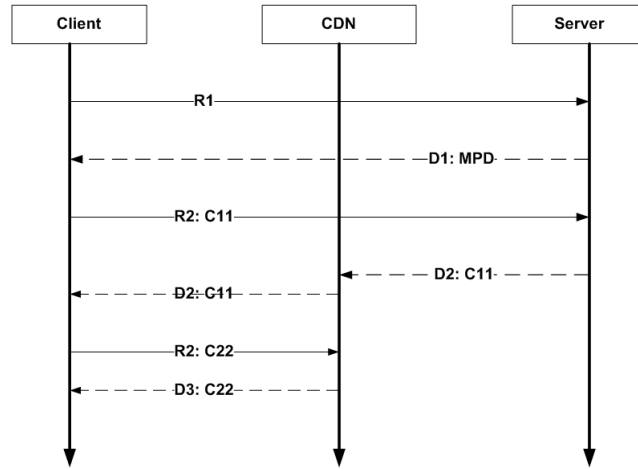 Client
CDN
Server
R1
D1: MPD
R2: C11
D2: C11
D2: C11
R2: C22
D3: C22